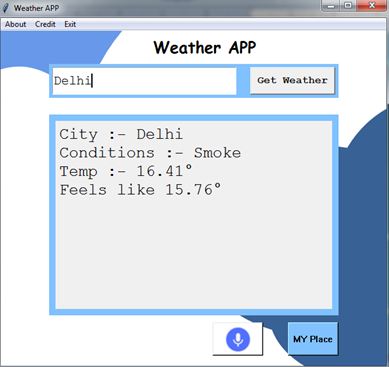 Weather APP
About Credit Exit
Weather APP
Delhi
Get Weather
City :- Delhi
Conditions :- Smoke
Temp :- 16.41°
Feels like 15.76°
MY Place